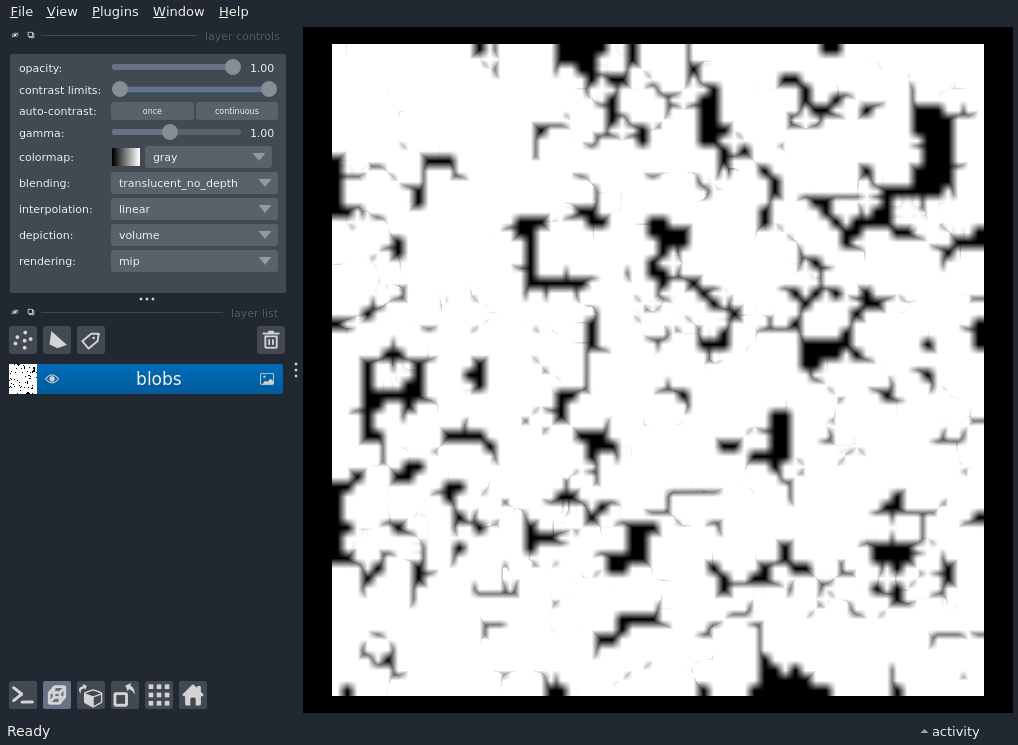 File View Plugins Window Help
layer controls
opacity: 1.00
contrast limits:
auto-contrast: once continuous
gamma: 1.00
colormap: gray
blending: translucent_no_depth
interpolation: linear
depiction: volume
rendering: mip
layer list
blobs
Ready activity